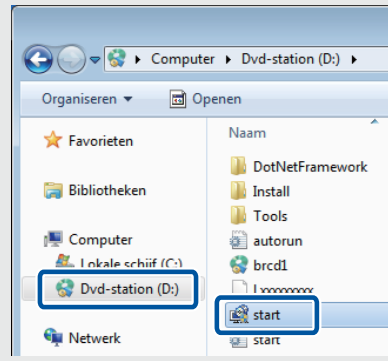 Computer ▸ Dvd-station (D:) ▸
Organiseren ▾ Openen
Favorieten
Bibliotheken
Computer
Lokale schijf (C:)
Dvd-station (D:)
Netwerk
Naam
DotNetFramework
Install
Tools
autorun
brcd1
Lxxxxxxxx
start
start